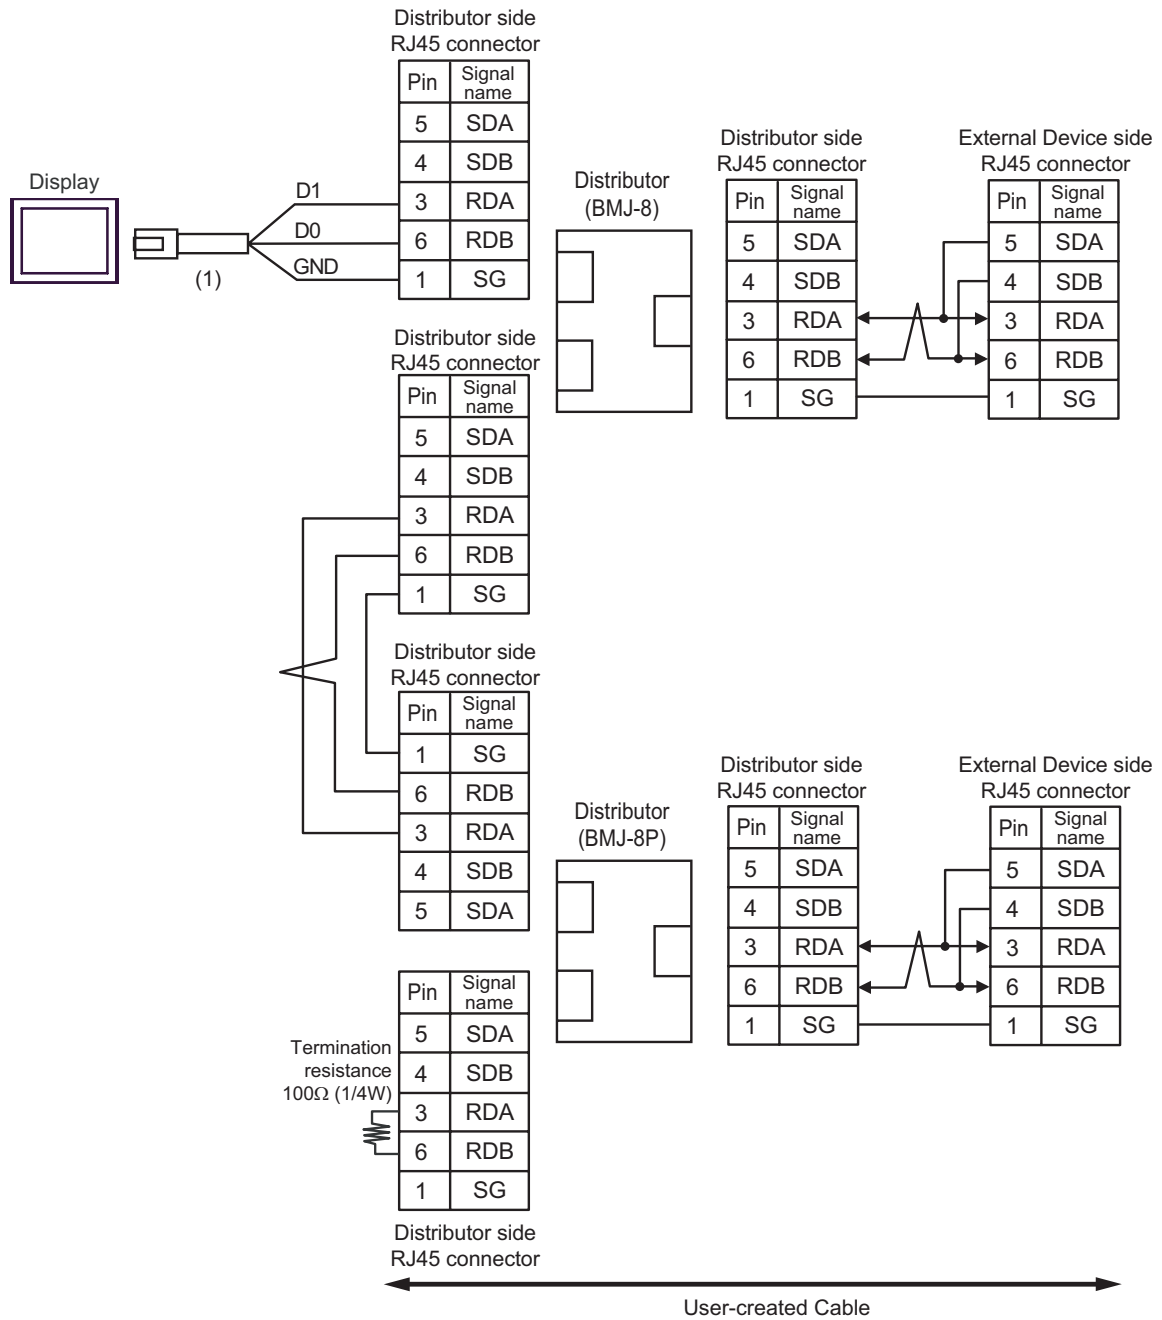 Distributor side
RJ45 connector
Pin Signal name
5 SDA
4 SDB
3 RDA
6 RDB
1 SG
Display
D1
D0
GND
(1)
Distributor
(BMJ-8)
Distributor side
RJ45 connector
Pin Signal name
5 SDA
4 SDB
3 RDA
6 RDB
1 SG
External Device side
RJ45 connector
Pin Signal name
5 SDA
4 SDB
3 RDA
6 RDB
1 SG
Distributor side
RJ45 connector
Pin Signal name
5 SDA
4 SDB
3 RDA
6 RDB
1 SG
Distributor side
RJ45 connector
Pin Signal name
1 SG
6 RDB
3 RDA
4 SDB
5 SDA
Distributor
(BMJ-8P)
Distributor side
RJ45 connector
Pin Signal name
5 SDA
4 SDB
3 RDA
6 RDB
1 SG
External Device side
RJ45 connector
Pin Signal name
5 SDA
4 SDB
3 RDA
6 RDB
1 SG
Termination
resistance
100Ω (1/4W)
Pin Signal name
5 SDA
4 SDB
3 RDA
6 RDB
1 SG
Distributor side
RJ45 connector
User-created Cable